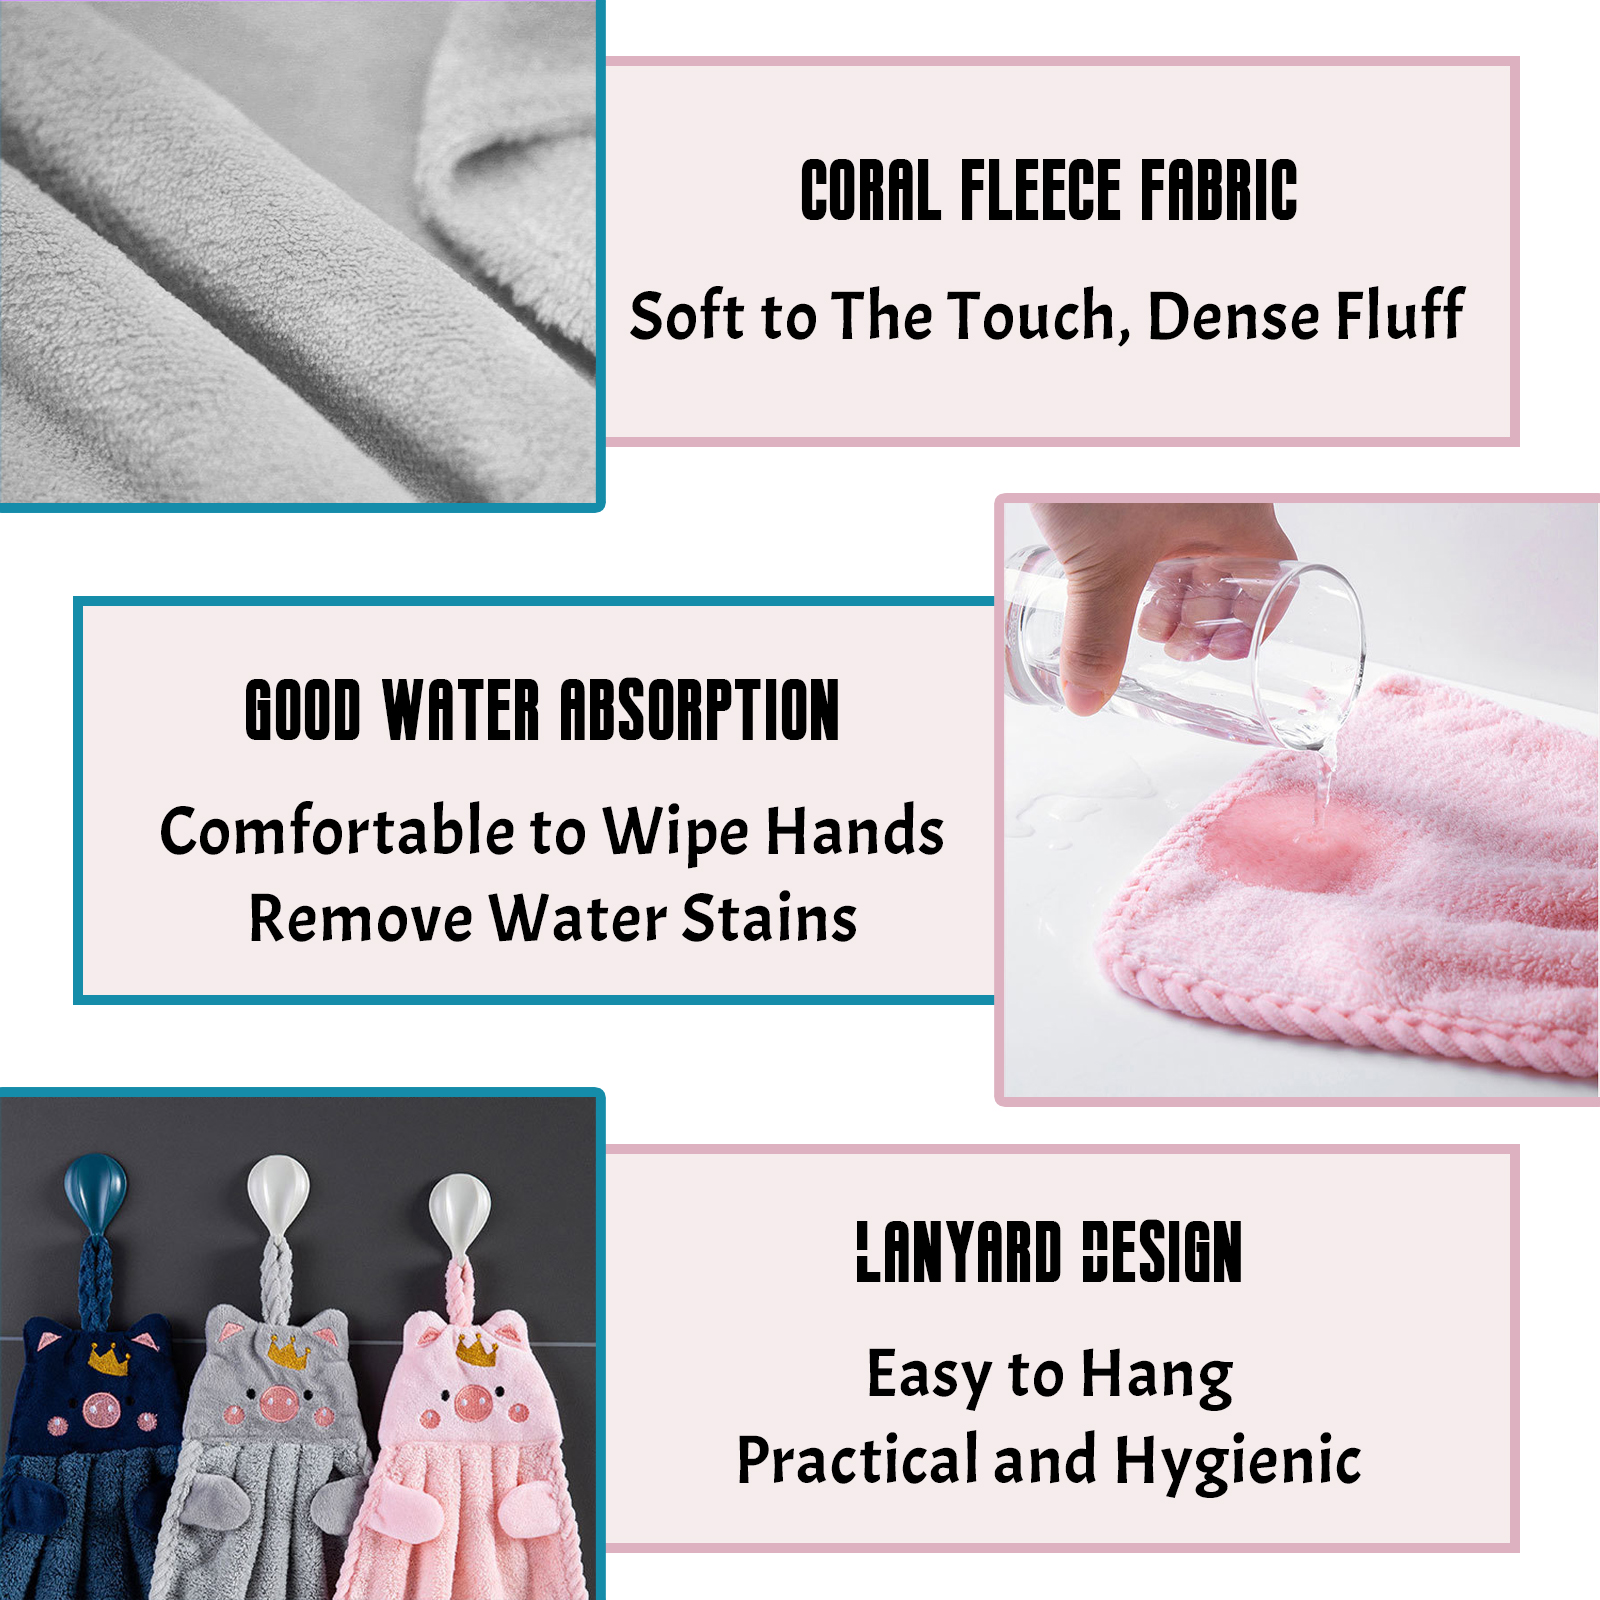 CORAL FLEECE FABRIC
Soft to The Touch, Dense Fluff
GOOD WATER ABSORPTION
Comfortable to Wipe Hands
Remove Water Stains
LANYARD DESIGN
Easy to Hang
Practical and Hygienic